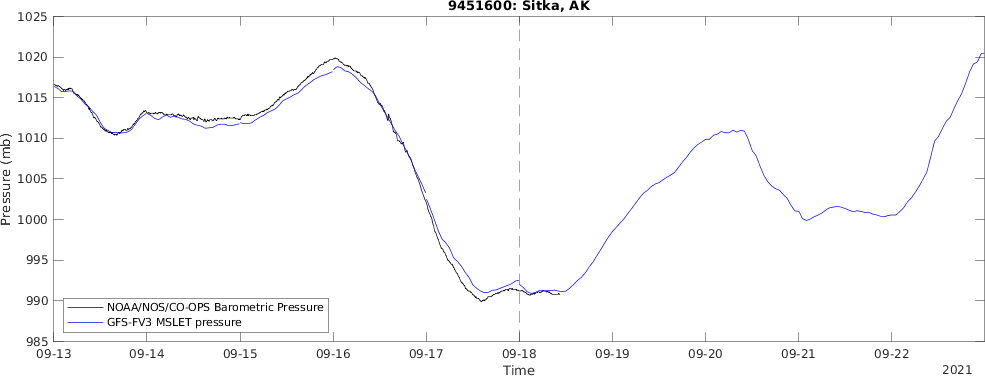 9451600: Sitka, AK
1025
1020
1015
1010
1005
1000
995
990
985
Pressure (mb)
NOAA/NOS/CO-OPS Barometric Pressure
GFS-FV3 MSLET pressure
09-13 09-14 09-15 09-16 09-17 09-18 09-19 09-20 09-21 09-22
Time
2021